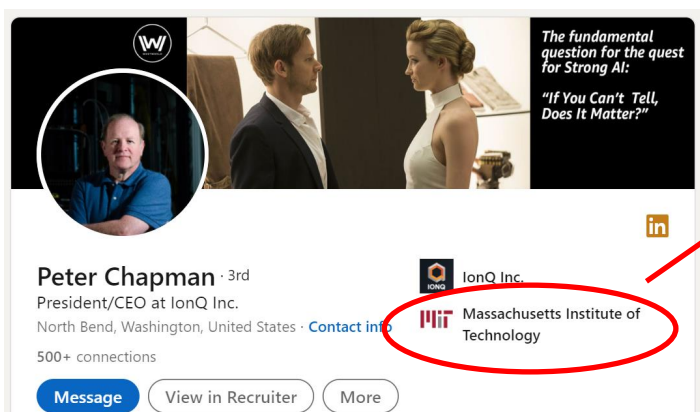 W
The fundamental
question for the quest
for Strong AI:
"If You Can't Tell,
Does It Matter?"
in
Peter Chapman · 3rd
President/CEO at IonQ Inc.
North Bend, Washington, United States · Contact info
500+ connections
Message
View in Recruiter
More
IONQ
IonQ Inc.
MIT
Massachusetts Institute of
Technology